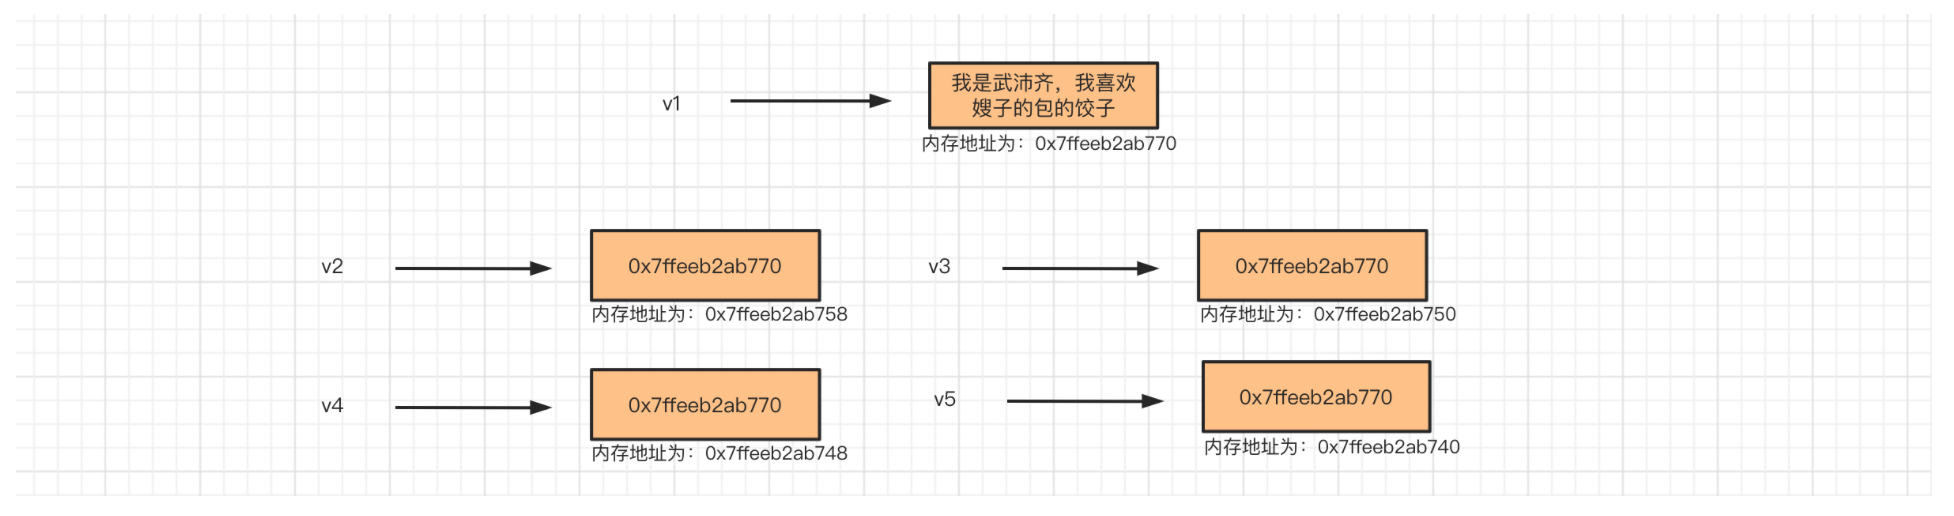 v1
我是武沛齐，我喜欢
嫂子的包的饺子
内存地址为：0x7ffeeb2ab770
v2
0x7ffeeb2ab770
内存地址为：0x7ffeeb2ab758
v3
0x7ffeeb2ab770
内存地址为：0x7ffeeb2ab750
v4
0x7ffeeb2ab770
内存地址为：0x7ffeeb2ab748
v5
0x7ffeeb2ab770
内存地址为：0x7ffeeb2ab740